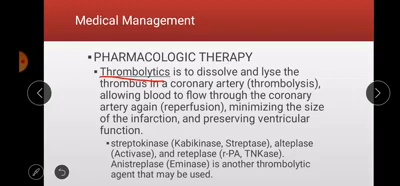 Medical Management
▪PHARMACOLOGIC THERAPY
▪Thrombolytics is to dissolve and lyse the
thrombus in a coronary artery (thrombolysis),
allowing blood to flow through the coronary
artery again (reperfusion), minimizing the size
of the infarction, and preserving ventricular
function.
▪streptokinase (Kabikinase, Streptase), alteplase
(Activase), and reteplase (r-PA, TNKase).
Anistreplase (Eminase) is another thrombolytic
agent that may be used.